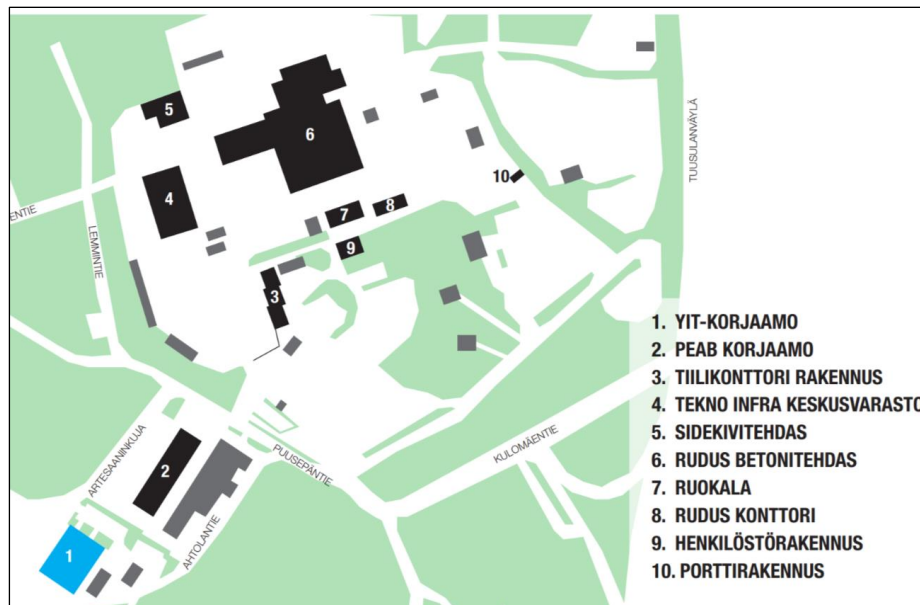 TUUSULANVÄYLÄ
5
6
10
4
ENTIE
7
8
LEMMINTIE
9
3
1. YIT-KORJAAMO
2. PEAB KORJAAMO
3. TIILIKONTTORI RAKENNUS
4. TEKNO INFRA KESKUSVARASTO
5. SIDEKIVITEHDAS
6. RUDUS BETONITEHDAS
7. RUOKALA
8. RUDUS KONTTORI
9. HENKILÖSTÖRAKENNUS
10. PORTTIRAKENNUS
ARTESAANINKUJA
2
PUUSEPÄNTIE
KULOMÄENTIE
AHTOLANTIE
1